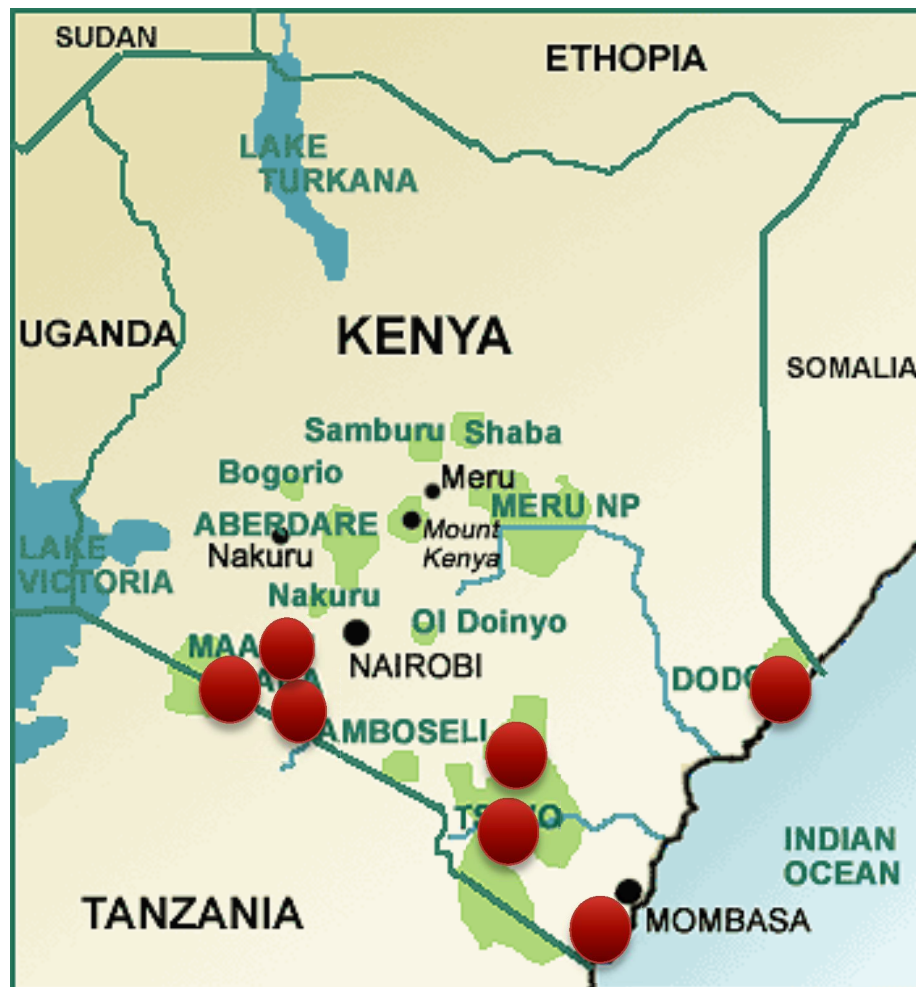 SUDAN
ETHOPIA
LAKE
TURKANA
KENYA
UGANDA
SOMALIA
Samburu
Shaba
Bogorio
Meru
MERU NP
ABERDARE
Mount
Kenya
Nakuru
LAKE
VICTORIA
Nakuru
Ol Doinyo
NAIROBI
AMBOSELI
INDIAN
OCEAN
TANZANIA
MOMBASA